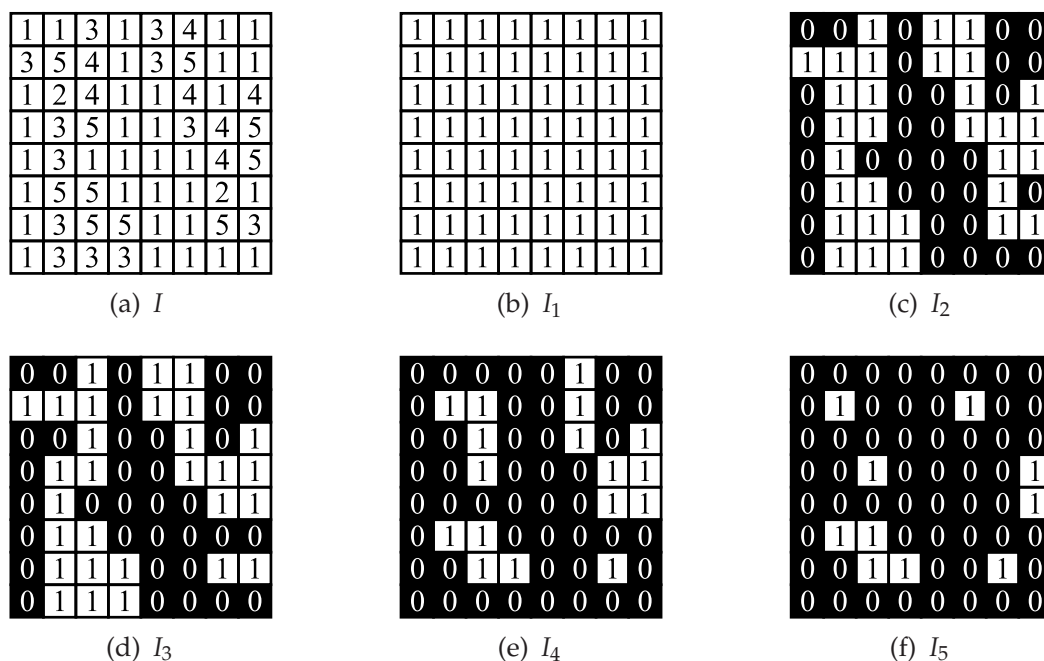 1 1 3 1 3 4 1 1
3 5 4 1 3 5 1 1
1 2 4 1 1 4 1 4
1 3 5 1 1 3 4 5
1 3 1 1 1 1 4 5
1 5 5 1 1 1 2 1
1 3 5 5 1 1 5 3
1 3 3 3 1 1 1 1
(a) I
1 1 1 1 1 1 1 1
1 1 1 1 1 1 1 1
1 1 1 1 1 1 1 1
1 1 1 1 1 1 1 1
1 1 1 1 1 1 1 1
1 1 1 1 1 1 1 1
1 1 1 1 1 1 1 1
1 1 1 1 1 1 1 1
(b) I1
0 0 1 0 1 1 0 0
1 1 1 0 1 1 0 0
0 1 1 0 0 1 0 1
0 1 1 0 0 1 1 1
0 1 0 0 0 0 1 1
0 1 1 0 0 0 1 0
0 1 1 1 0 0 1 1
0 1 1 1 0 0 0 0
(c) I2
0 0 1 0 1 1 0 0
1 1 1 0 1 1 0 0
0 0 1 0 0 1 0 1
0 1 1 0 0 1 1 1
0 1 0 0 0 0 1 1
0 1 1 0 0 0 0 0
0 1 1 1 0 0 1 1
0 1 1 1 0 0 0 0
(d) I3
0 0 0 0 0 1 0 0
0 1 1 0 0 1 0 0
0 0 1 0 0 1 0 1
0 0 1 0 0 0 1 1
0 0 0 0 0 0 1 1
0 1 1 0 0 0 0 0
0 0 1 1 0 0 1 0
0 0 0 0 0 0 0 0
(e) I4
0 0 0 0 0 0 0 0
0 1 0 0 0 1 0 0
0 0 0 0 0 0 0 0
0 0 1 0 0 0 0 1
0 0 0 0 0 0 0 1
0 1 1 0 0 0 0 0
0 0 1 1 0 0 1 0
0 0 0 0 0 0 0 0
(f) I5